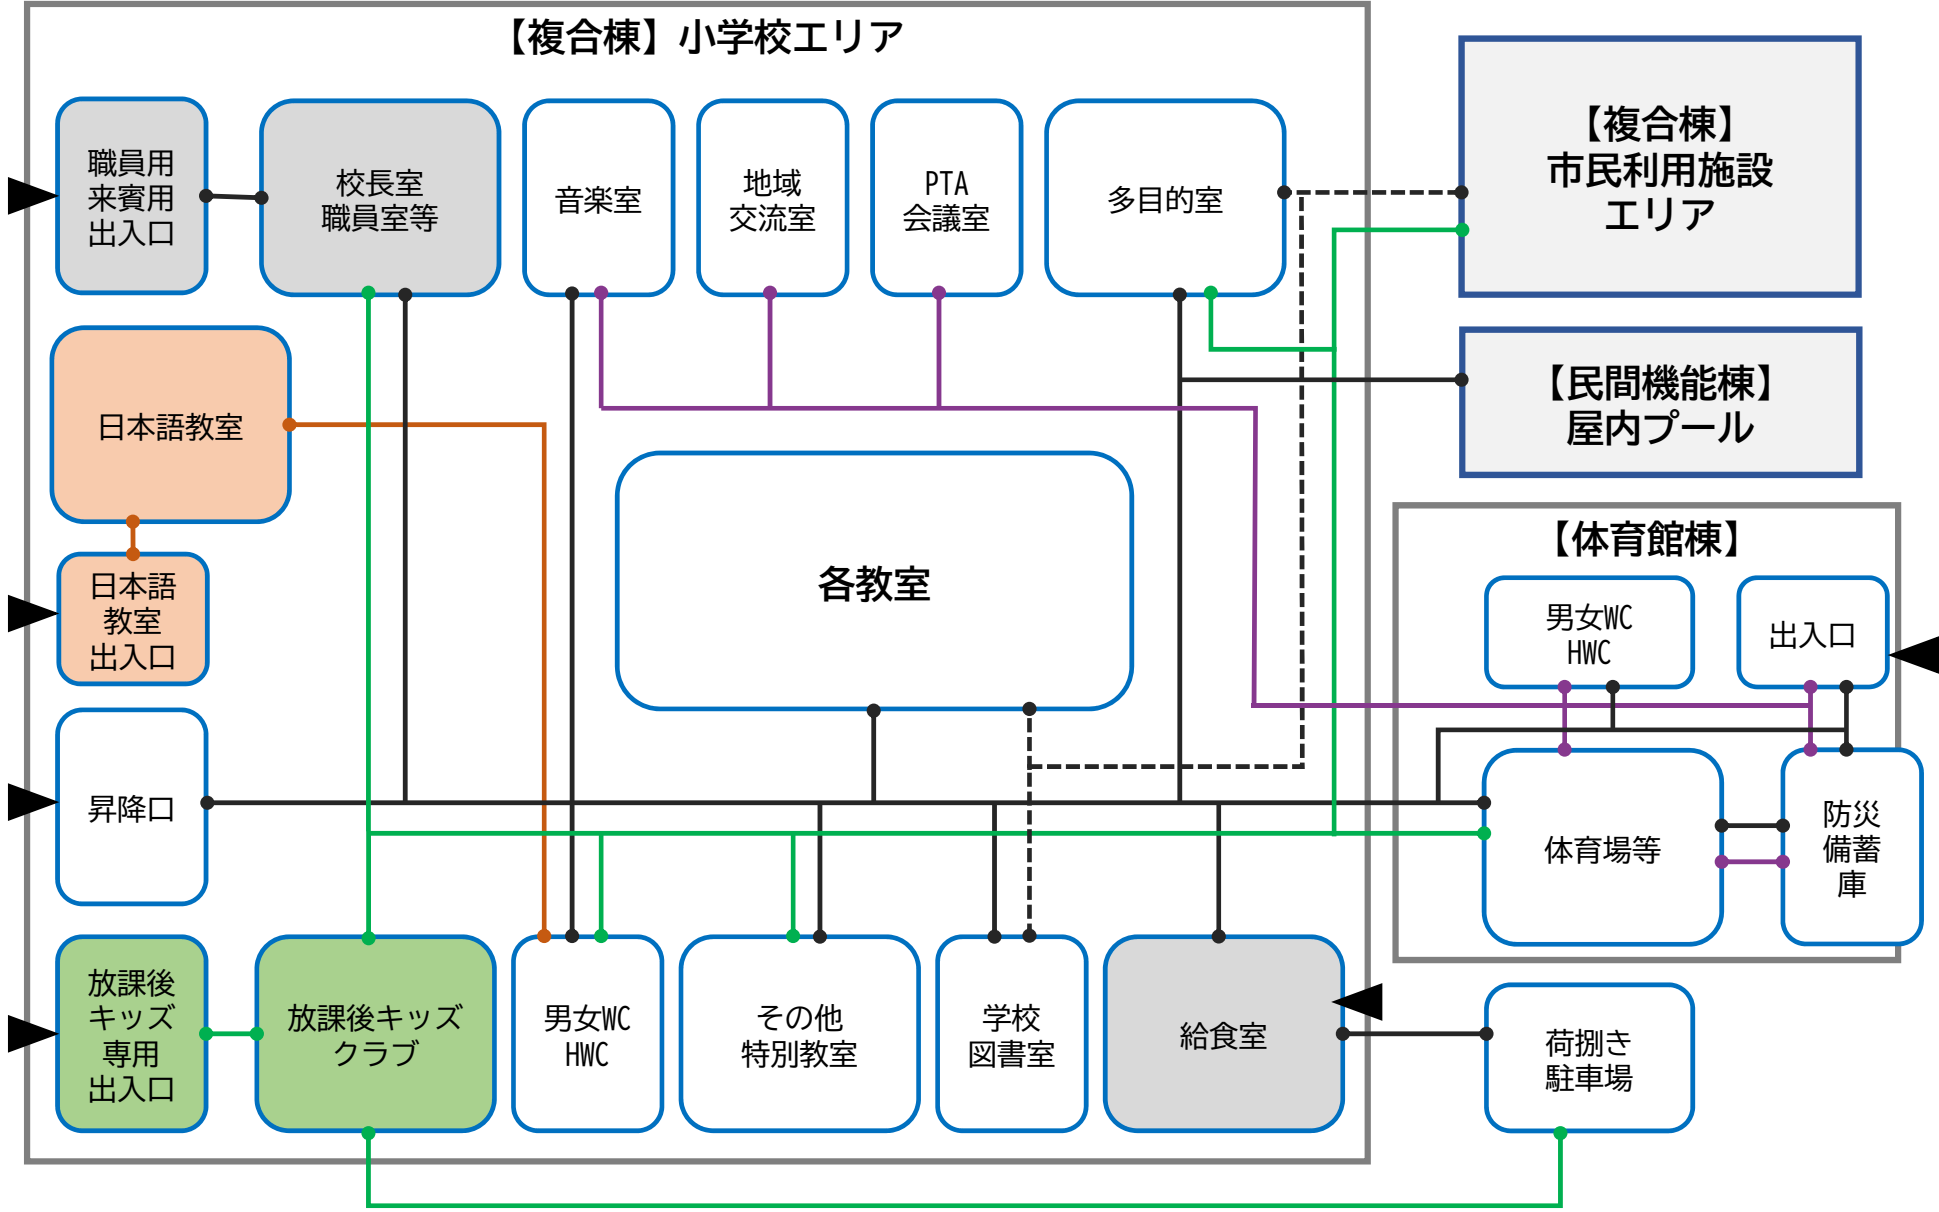 【複合棟】小学校エリア
職員用
来賓用
出入口
校長室
職員室等
音楽室
地域
交流室
PTA
会議室
多目的室
【複合棟】
市民利用施設
エリア
日本語教室
【民間機能棟】
屋内プール
日本語
教室
出入口
各教室
【体育館棟】
男女WC
HWC
出入口
昇降口
体育場等
防災
備蓄
庫
放課後
キッズ
専用
出入口
放課後キッズ
クラブ
男女WC
HWC
その他
特別教室
学校
図書室
給食室
荷捌き
駐車場